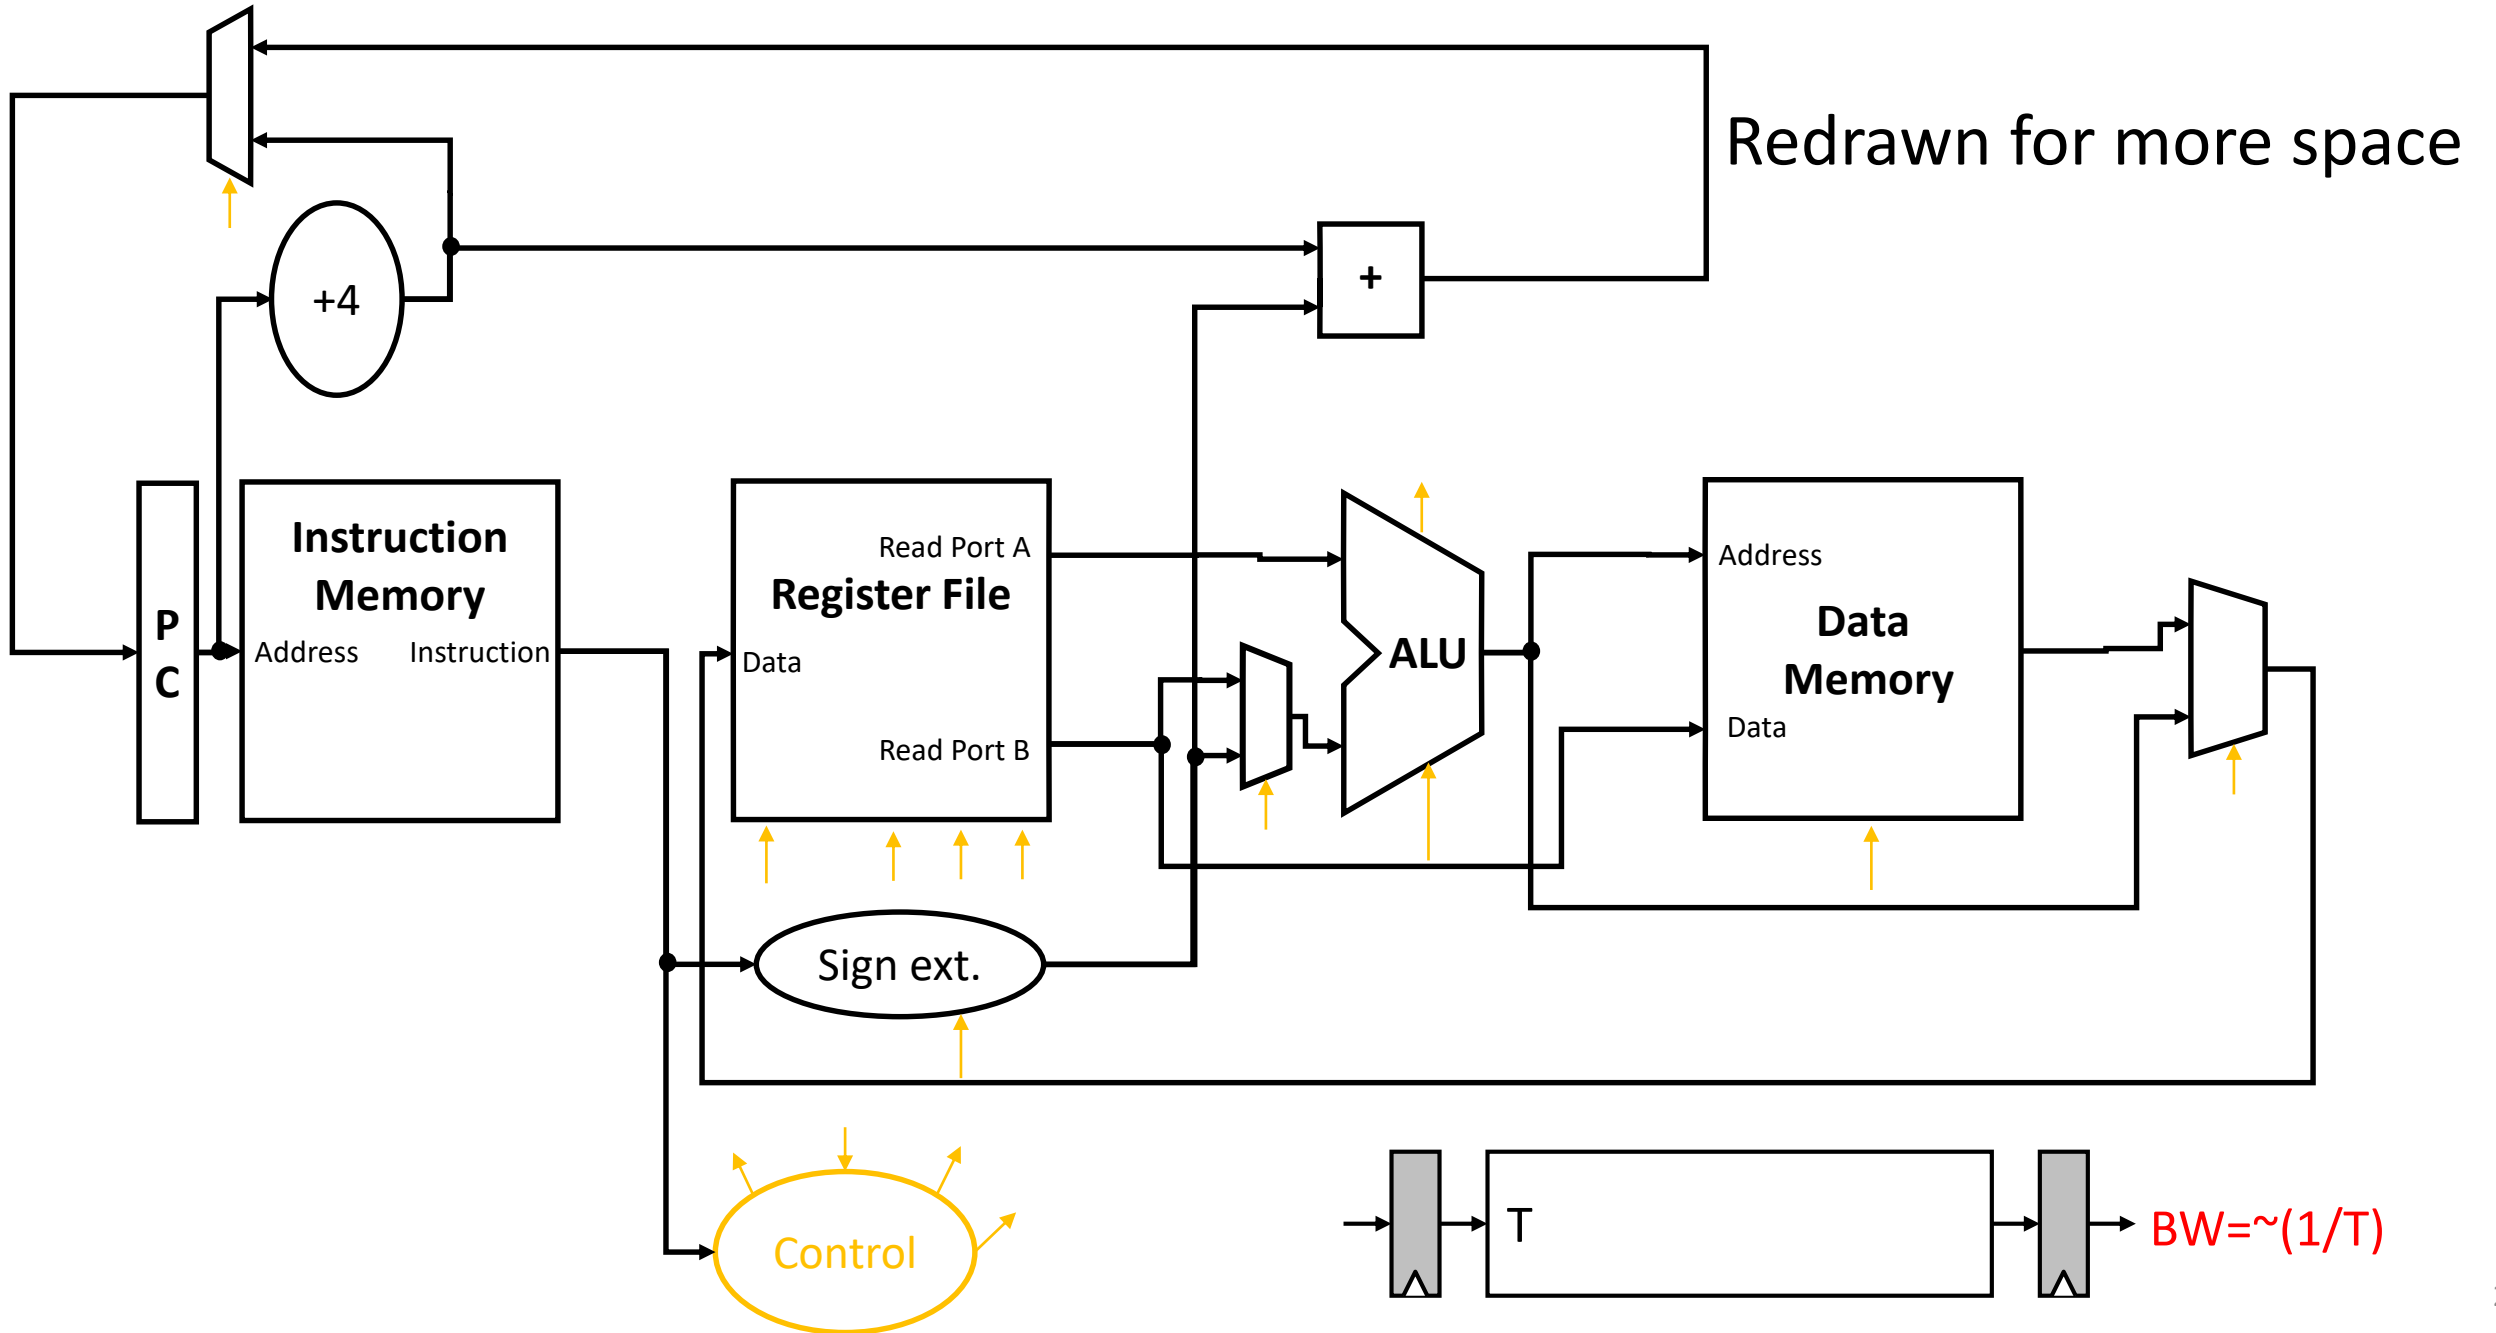 Redrawn for more space
+
+4
Instruction
Memory
Address
Instruction
P
C
Read Port A
Register File
Data
Read Port B
ALU
Address
Data
Memory
Data
Sign ext.
Control
T
BW=~(1/T)